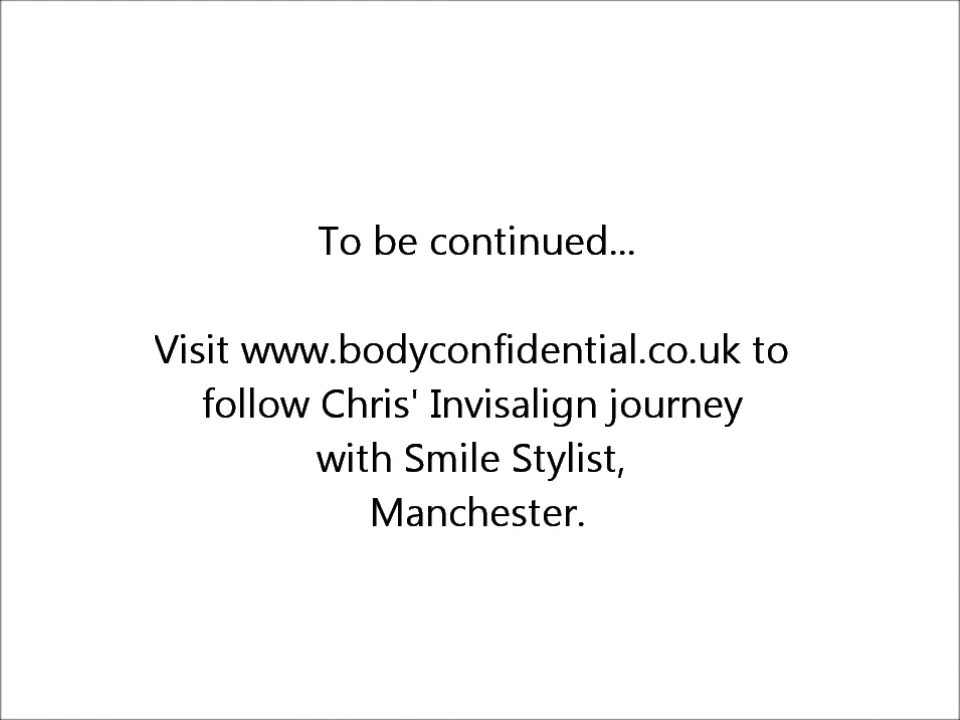 To be continued...
Visit www.bodyconfidential.co.uk to
follow Chris' Invisalign journey
with Smile Stylist,
Manchester.